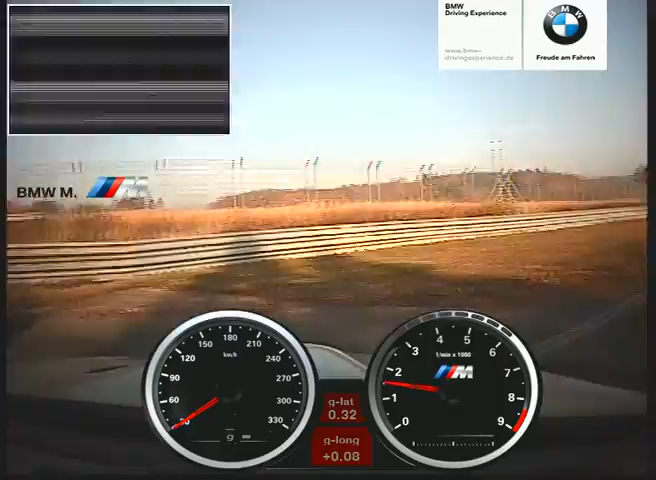 BMW
Driving Experience
drivingexperience.de
BMW
Freude am Fahren
BMW M.
M
km/h
60
90
120
150
180
210
240
270
300
330
g-lat
0.32
g-long
+0.08
1/min x 1000
M
0
1
2
3
4
5
6
7
8
9